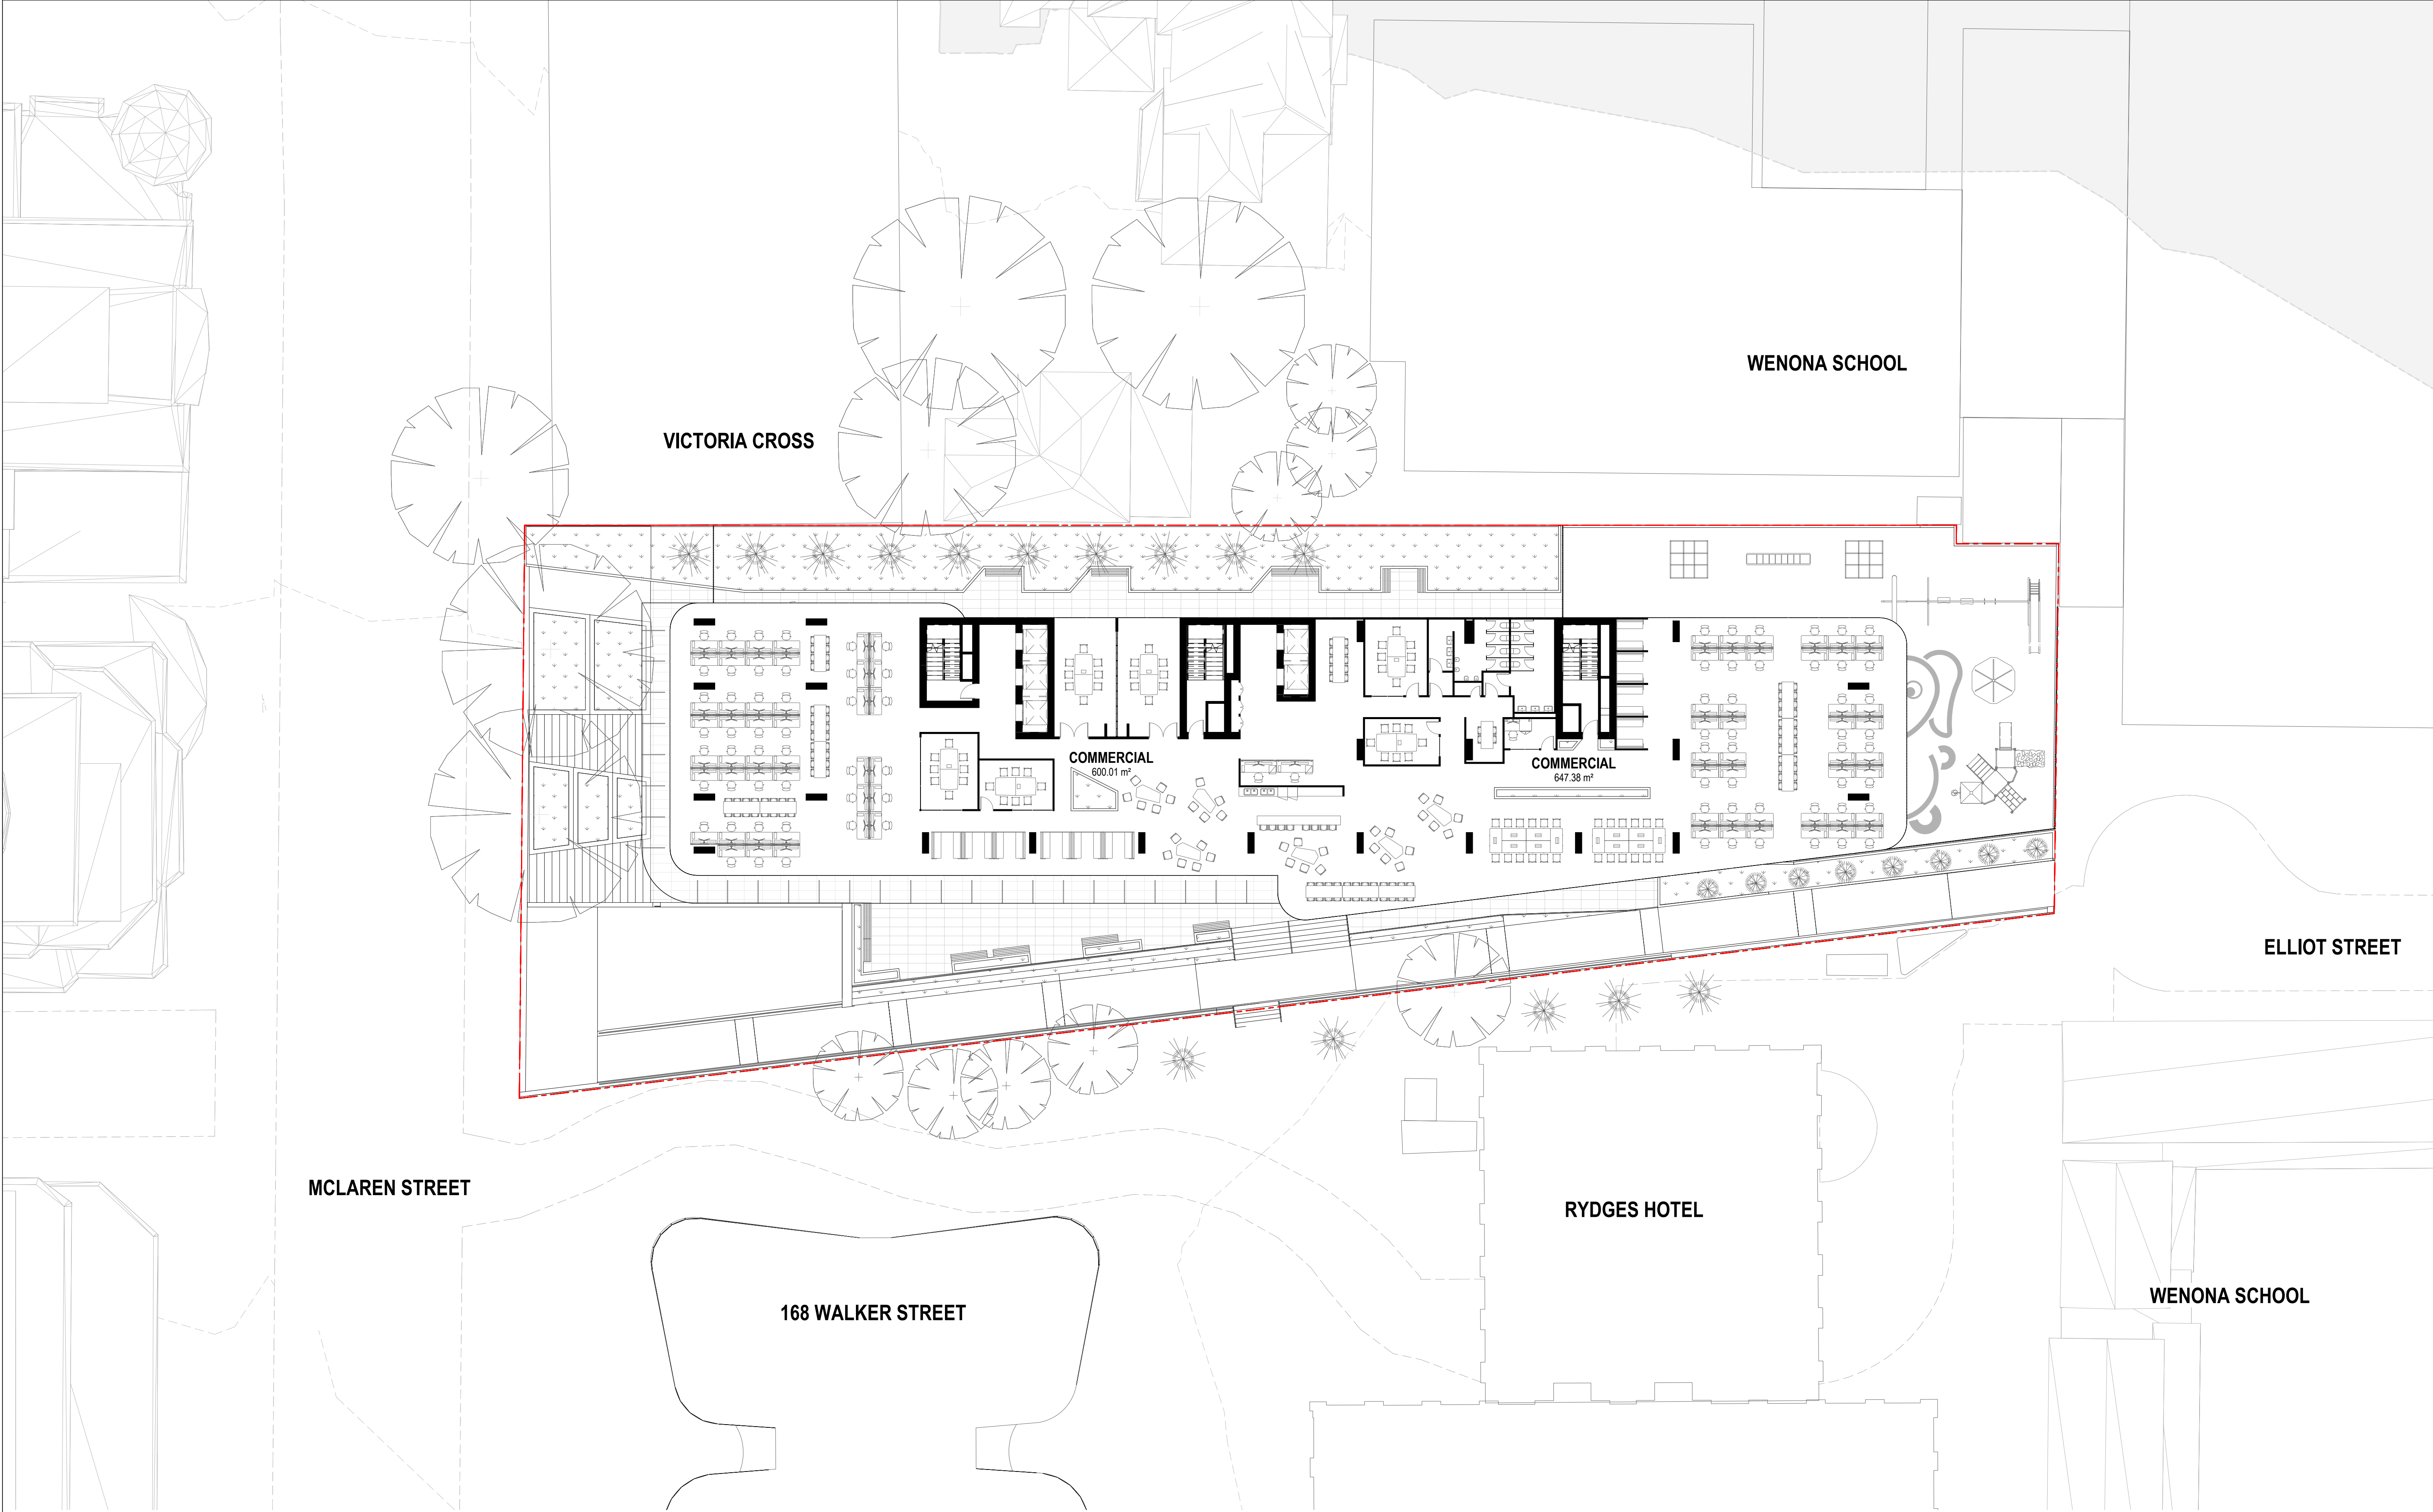 WENONA SCHOOL
VICTORIA CROSS
COMMERCIAL
600.01 m²
COMMERCIAL
647.38 m²
ELLIOT STREET
MCLAREN STREET
RYDGES HOTEL
168 WALKER STREET
WENONA SCHOOL